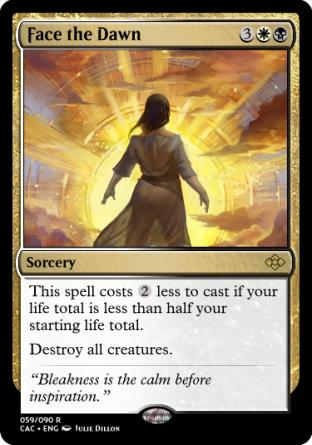 Face the Dawn 3
Sorcery
This spell costs 2 less to cast if your
life total is less than half your
starting life total.
Destroy all creatures.
“Bleakness is the calm before
inspiration.”
059/090 R
CAC • ENG Julie Dillon